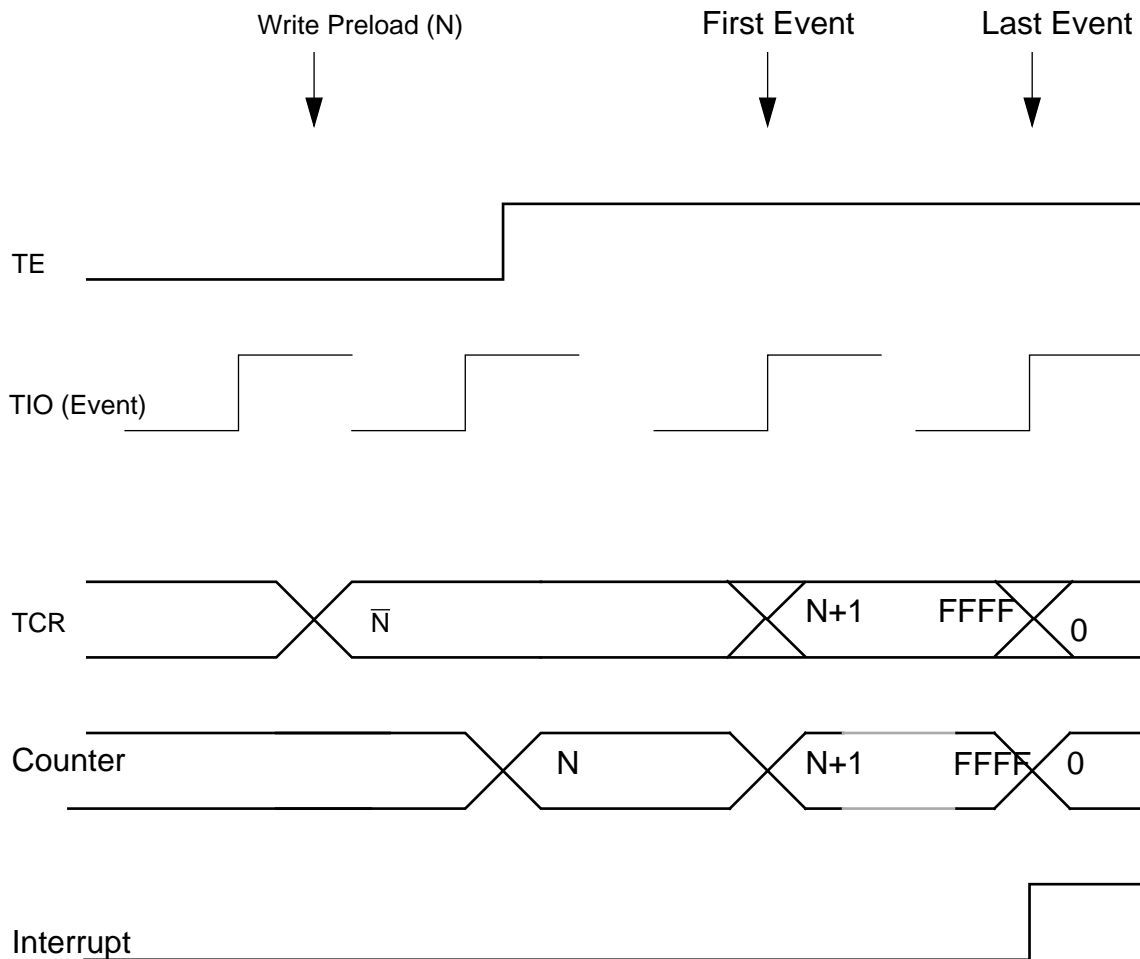 Write Preload (N) First Event Last Event
TE
TIO (Event)
TCR N̅ N+1 FFFF 0
Counter N N+1 FFFF 0
Interrupt